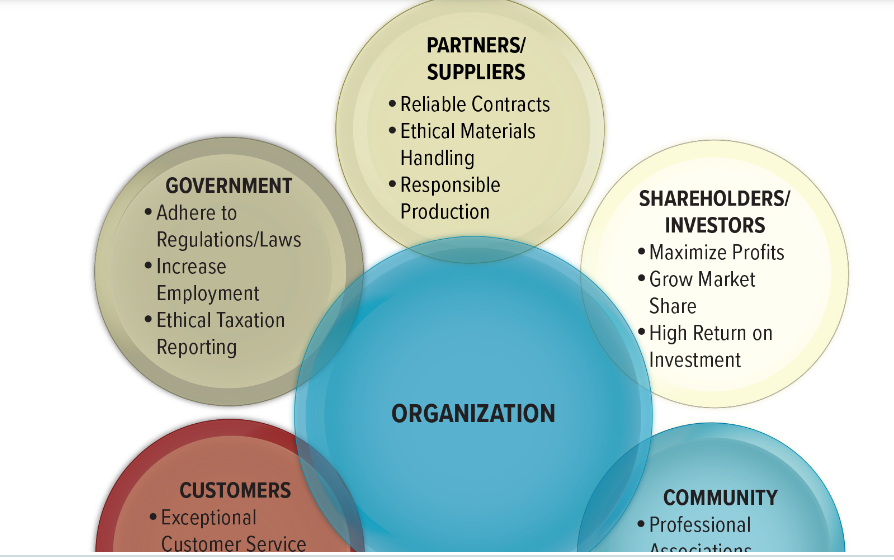 PARTNERS/
SUPPLIERS
• Reliable Contracts
• Ethical Materials
Handling
• Responsible
Production
GOVERNMENT
• Adhere to
Regulations/Laws
• Increase
Employment
• Ethical Taxation
Reporting
SHAREHOLDERS/
INVESTORS
• Maximize Profits
• Grow Market
Share
• High Return on
Investment
ORGANIZATION
CUSTOMERS
• Exceptional
Customer Service
COMMUNITY
• Professional
Associations